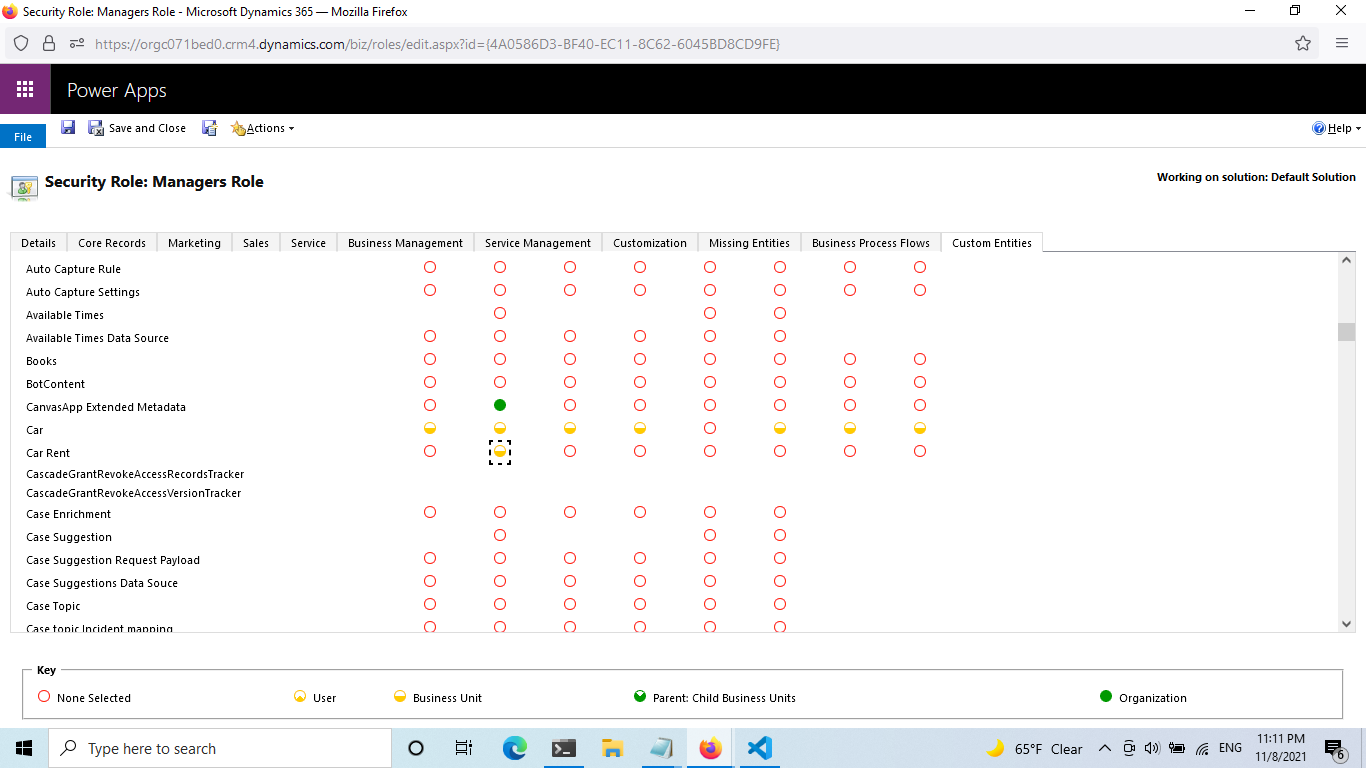 Security Role: Managers Role - Microsoft Dynamics 365 — Mozilla Firefox
https://orgc071bed0.crm4.dynamics.com/biz/roles/edit.aspx?id={4A0586D3-BF40-EC11-8C62-6045BD8CD9FE}
Power Apps
File Save and Close Actions Help
Security Role: Managers Role
Working on solution: Default Solution
Details Core Records Marketing Sales Service Business Management Service Management Customization Missing Entities Business Process Flows Custom Entities
Auto Capture Rule
Auto Capture Settings
Available Times
Available Times Data Source
Books
BotContent
CanvasApp Extended Metadata
Car
Car Rent
CascadeGrantRevokeAccessRecordsTracker
CascadeGrantRevokeAccessVersionTracker
Case Enrichment
Case Suggestion
Case Suggestion Request Payload
Case Suggestions Data Souce
Case Topic
Case topic Incident mapping
Key
None Selected User Business Unit Parent: Child Business Units Organization
Type here to search
65°F Clear
ENG
11:11 PM
11/8/2021
6